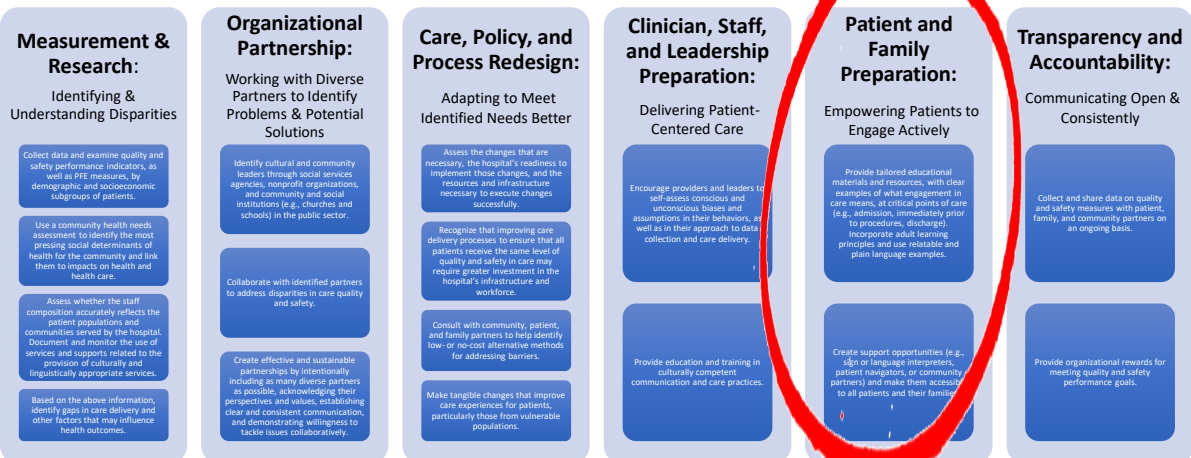 Measurement &
Research:
Identifying &
Understanding Disparities
Collect data and examine quality and
safety performance indicators, as
well as PFE measures, by
demographic and socioeconomic
subgroups of patients.
Use a community health needs
assessment to identify the most
pressing social determinants of
health for the community and link
them to impacts on health and
health care.
Assess whether the staff
composition accurately reflects the
patient populations and
communities served by the hospital.
Document and monitor the use of
services and supports related to the
provision of culturally and
linguistically appropriate services.
Based on the above information,
identify gaps in care delivery and
other factors that may influence
health outcomes.
Organizational
Partnership:
Working with Diverse
Partners to Identify
Problems & Potential
Solutions
Identify cultural and community
leaders through social services
agencies, nonprofit organizations,
and community and social
institutions (e.g., churches and
schools) in the public sector.
Collaborate with identified partners
to address disparities in care quality
and safety.
Create effective and sustainable
partnerships by intentionally
including as many diverse partners
as possible, acknowledging their
perspectives and values, establishing
clear and consistent communication,
and demonstrating willingness to
tackle issues collaboratively.
Care, Policy, and
Process Redesign:
Adapting to Meet
Identified Needs Better
Assess the changes that are
necessary, the hospital's readiness to
implement those changes, and the
resources and infrastructure
necessary to execute changes
successfully.
Recognize that improving care
delivery processes to ensure that all
patients receive the same level of
quality and safety in care may
require greater investment in the
hospital's infrastructure and
workforce.
Consult with community, patient,
and family partners to help identify
low- or no-cost alternative methods
for addressing barriers.
Make tangible changes that improve
care experiences for patients,
particularly those from vulnerable
populations.
Clinician, Staff,
and Leadership
Preparation:
Delivering Patient-
Centered Care
Encourage providers and leaders to
self-assess conscious and
unconscious biases and
assumptions in their behaviors, as
well as in their approach to data
collection and care delivery.
Provide education and training in
culturally competent
communication and care practices.
Patient and
Family
Preparation:
Empowering Patients to
Engage Actively
Provide tailored educational
materials and resources, with clear
examples of what engagement in
care means, at critical points of care
(e.g., admission, immediately prior
to procedures, discharge).
Incorporate adult learning
principles and use relatable and
plain language examples.
Create support opportunities (e.g.,
sign or language interpreters,
patient navigators, or community
partners) and make them accessible
to all patients and their families
Transparency and
Accountability:
Communicating Open &
Consistently
Collect and share data on quality
and safety measures with patient,
family, and community partners on
an ongoing basis.
Provide organizational rewards for
meeting quality and safety
performance goals.